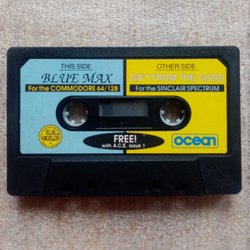 THIS SIDE
BLUE MAX
For the COMMODORE 64/128
OTHER SIDE
GIFT FROM THE GODS
For the SINCLAIR SPECTRUM
FREE!
with A.C.E. issue 1
ocean